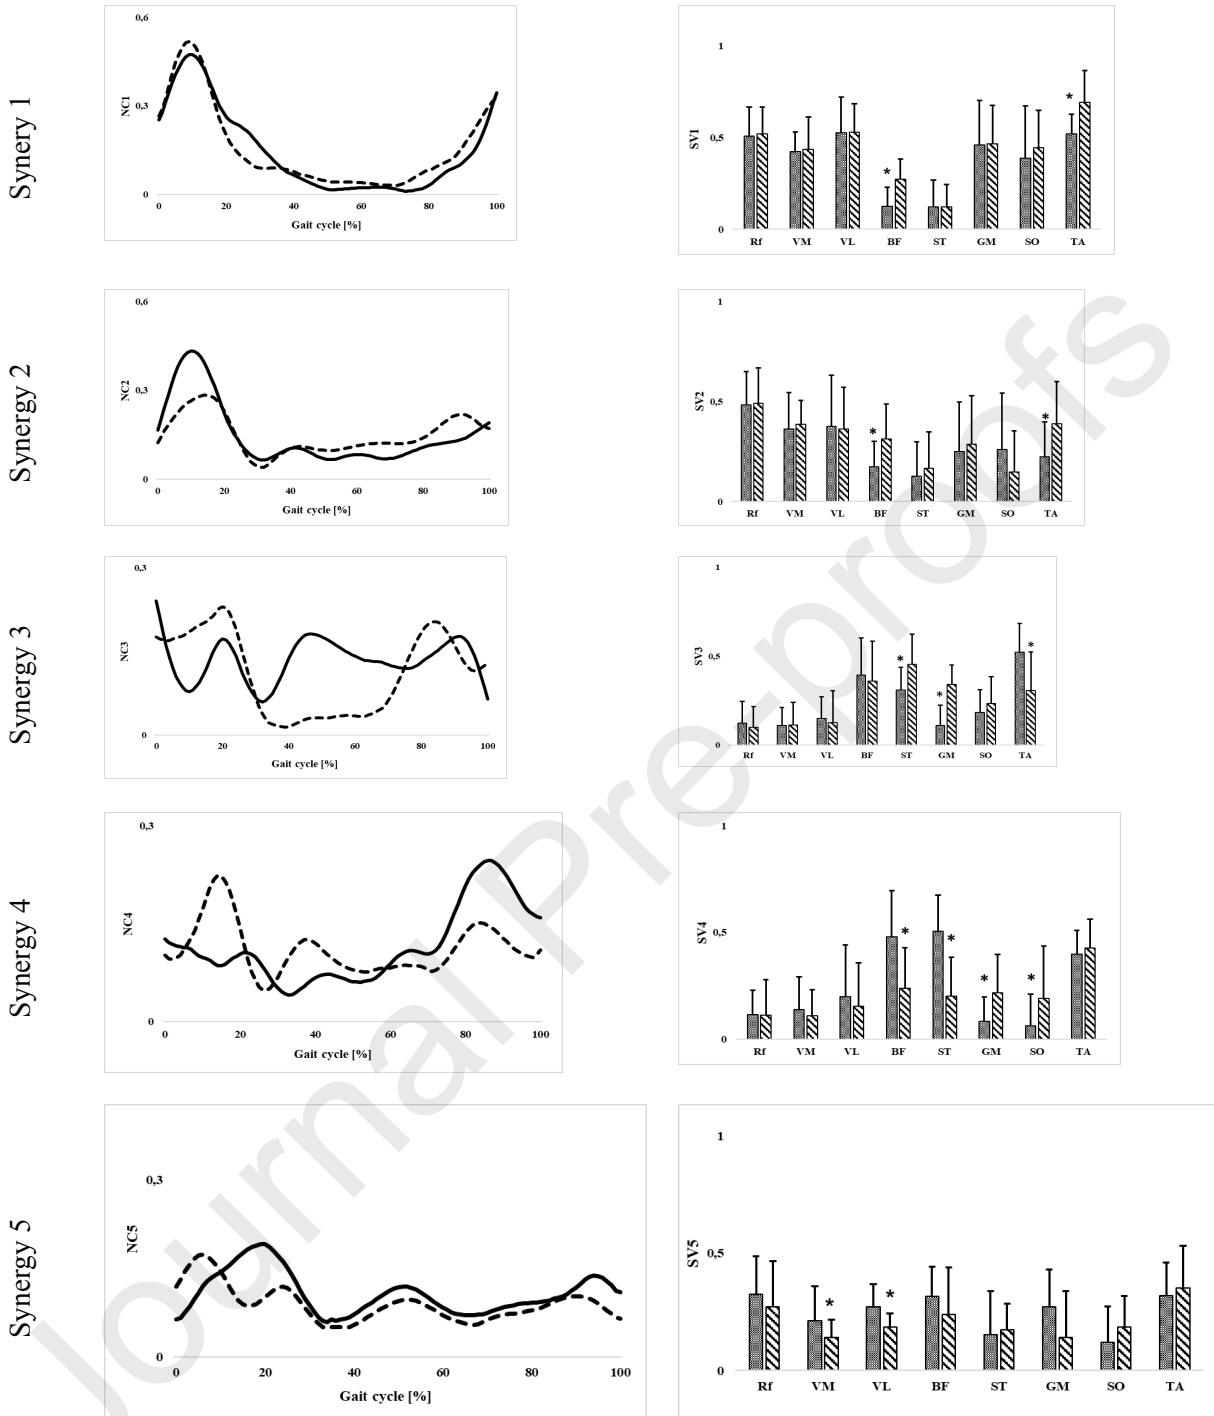 Synery 1
0,6
0,3
0
NC1
0 20 40 60 80 100
Gait cycle [%]
1
0,5
0
SV1
* * 
Rf VM VL BF ST GM SO TA
Synergy 2
0,6
0,3
0
NC2
0 20 40 60 80 100
Gait cycle [%]
1
0,5
0
SV2
* *
Rf VM VL BF ST GM SO TA
Synergy 3
0,3
0
NC3
0 20 40 60 80 100
Gait cycle [%]
1
0,5
0
SV3
* * *
Rf VM VL BF ST GM SO TA
Synergy 4
0,3
0
NC4
0 20 40 60 80 100
Gait cycle [%]
1
0,5
0
SV4
* * * *
Rf VM VL BF ST GM SO TA
Synergy 5
0,3
0
NC5
0 20 40 60 80 100
Gait cycle [%]
1
0,5
0
SV5
* *
Rf VM VL BF ST GM SO TA
Journal Pre-proofs